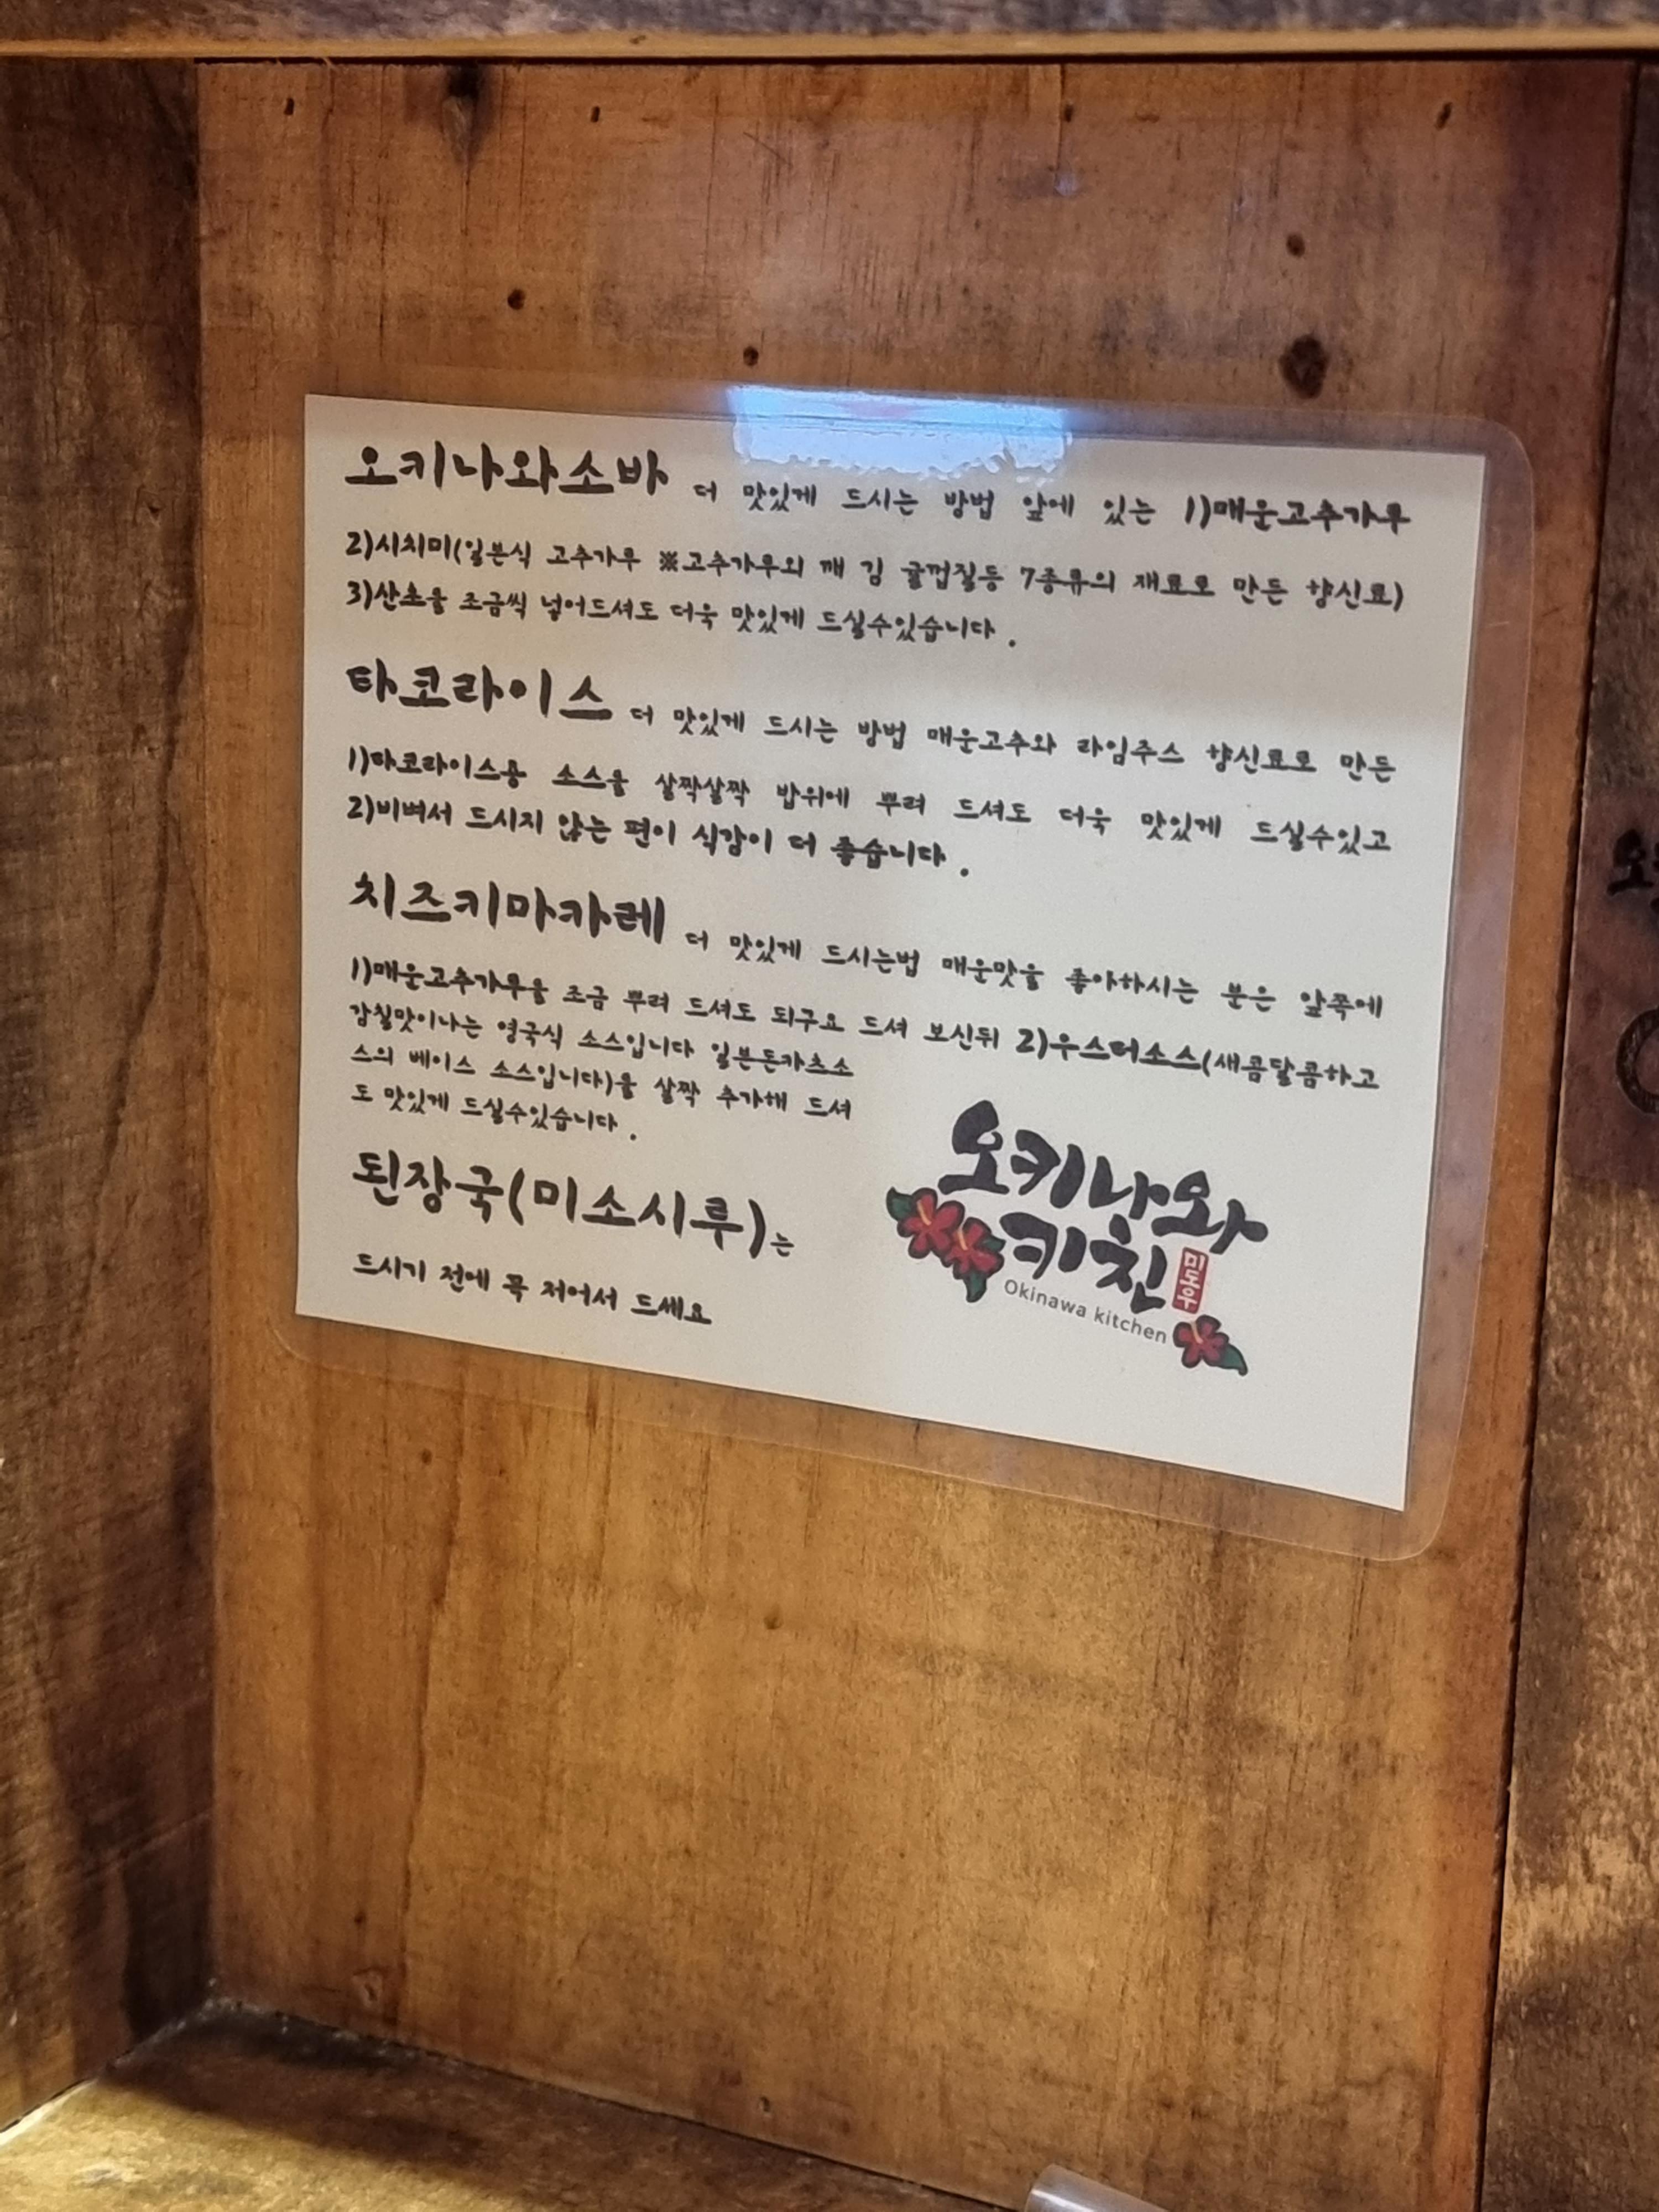 오키나와소바 더 맛있게 드시는 방법 앞에 있는 1)매운고추가루
2)시치미(일본식 고추가루 ※고추가루외 깨 김 귤껍질등 7종류의 재료로 만든 향신료)
3)산초을 조금씩 넣어드셔도 더욱 맛있게 드실수있습니다.
타코라이스 더 맛있게 드시는 방법 매운고추와 라임주스 향신료로 만든
1)타코라이스용 소스을 살짝살짝 밥위에 뿌려 드셔도 더욱 맛있게 드실수있고
2)비벼서 드시지 않는 편이 식감이 더 좋습니다.
치즈키마카레 더 맛있게 드시는법 매운맛을 좋아하시는 분은 앞쪽에
1)매운고추가루을 조금 뿌려 드셔도 되구요 드셔 보신뒤 2)우스터소스(새콤달콤하고
감칠맛이나는 영국식 소스입니다 일본돈카츠소
스의 베이스 소스입니다)을 살짝 추가해 드셔
도 맛있게 드실수있습니다.
된장국(미소시루)는
드시기 전에 꼭 저어서 드세요
오키나와
키친
미도우
Okinawa kitchen